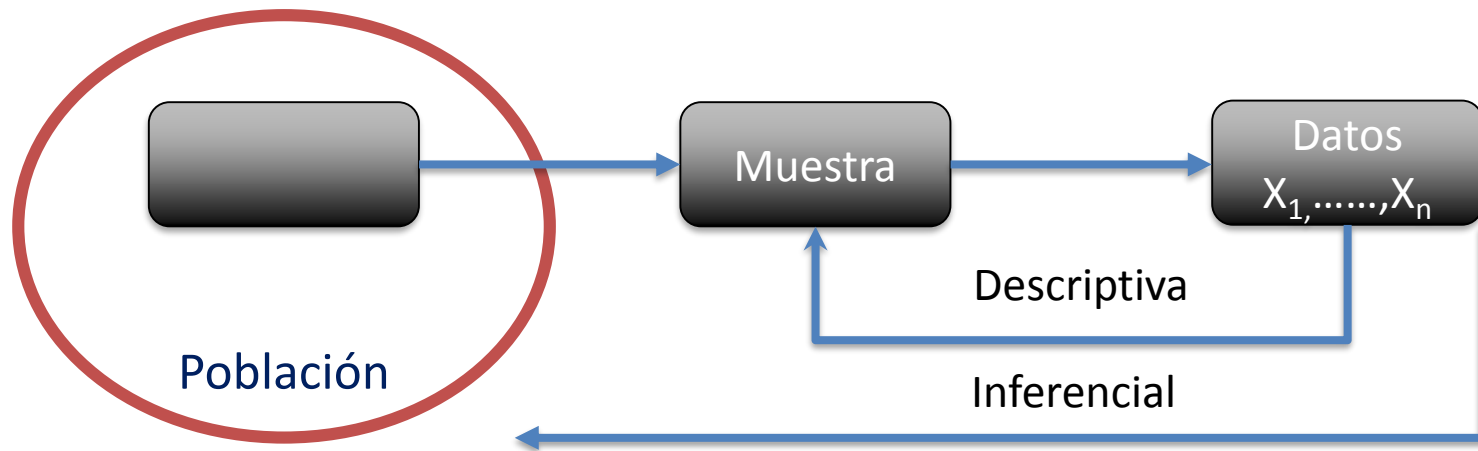 Muestra
Datos
X1,……,Xn
Descriptiva
Población
Inferencial